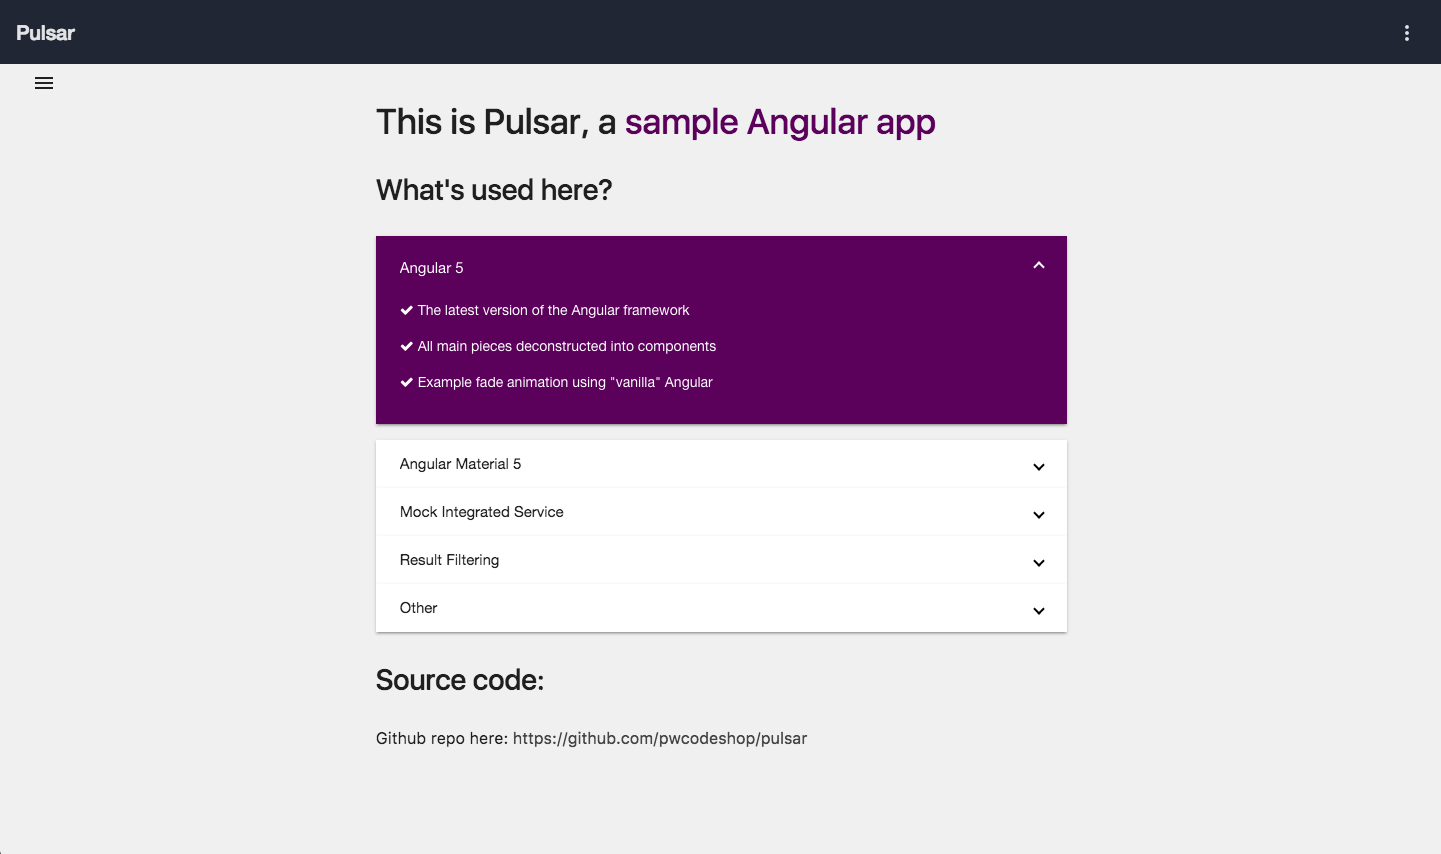 Pulsar
This is Pulsar, a sample Angular app
What's used here?
Angular 5
The latest version of the Angular framework
All main pieces deconstructed into components
Example fade animation using "vanilla" Angular
Angular Material 5
Mock Integrated Service
Result Filtering
Other
Source code:
Github repo here: https://github.com/pwcodeshop/pulsar